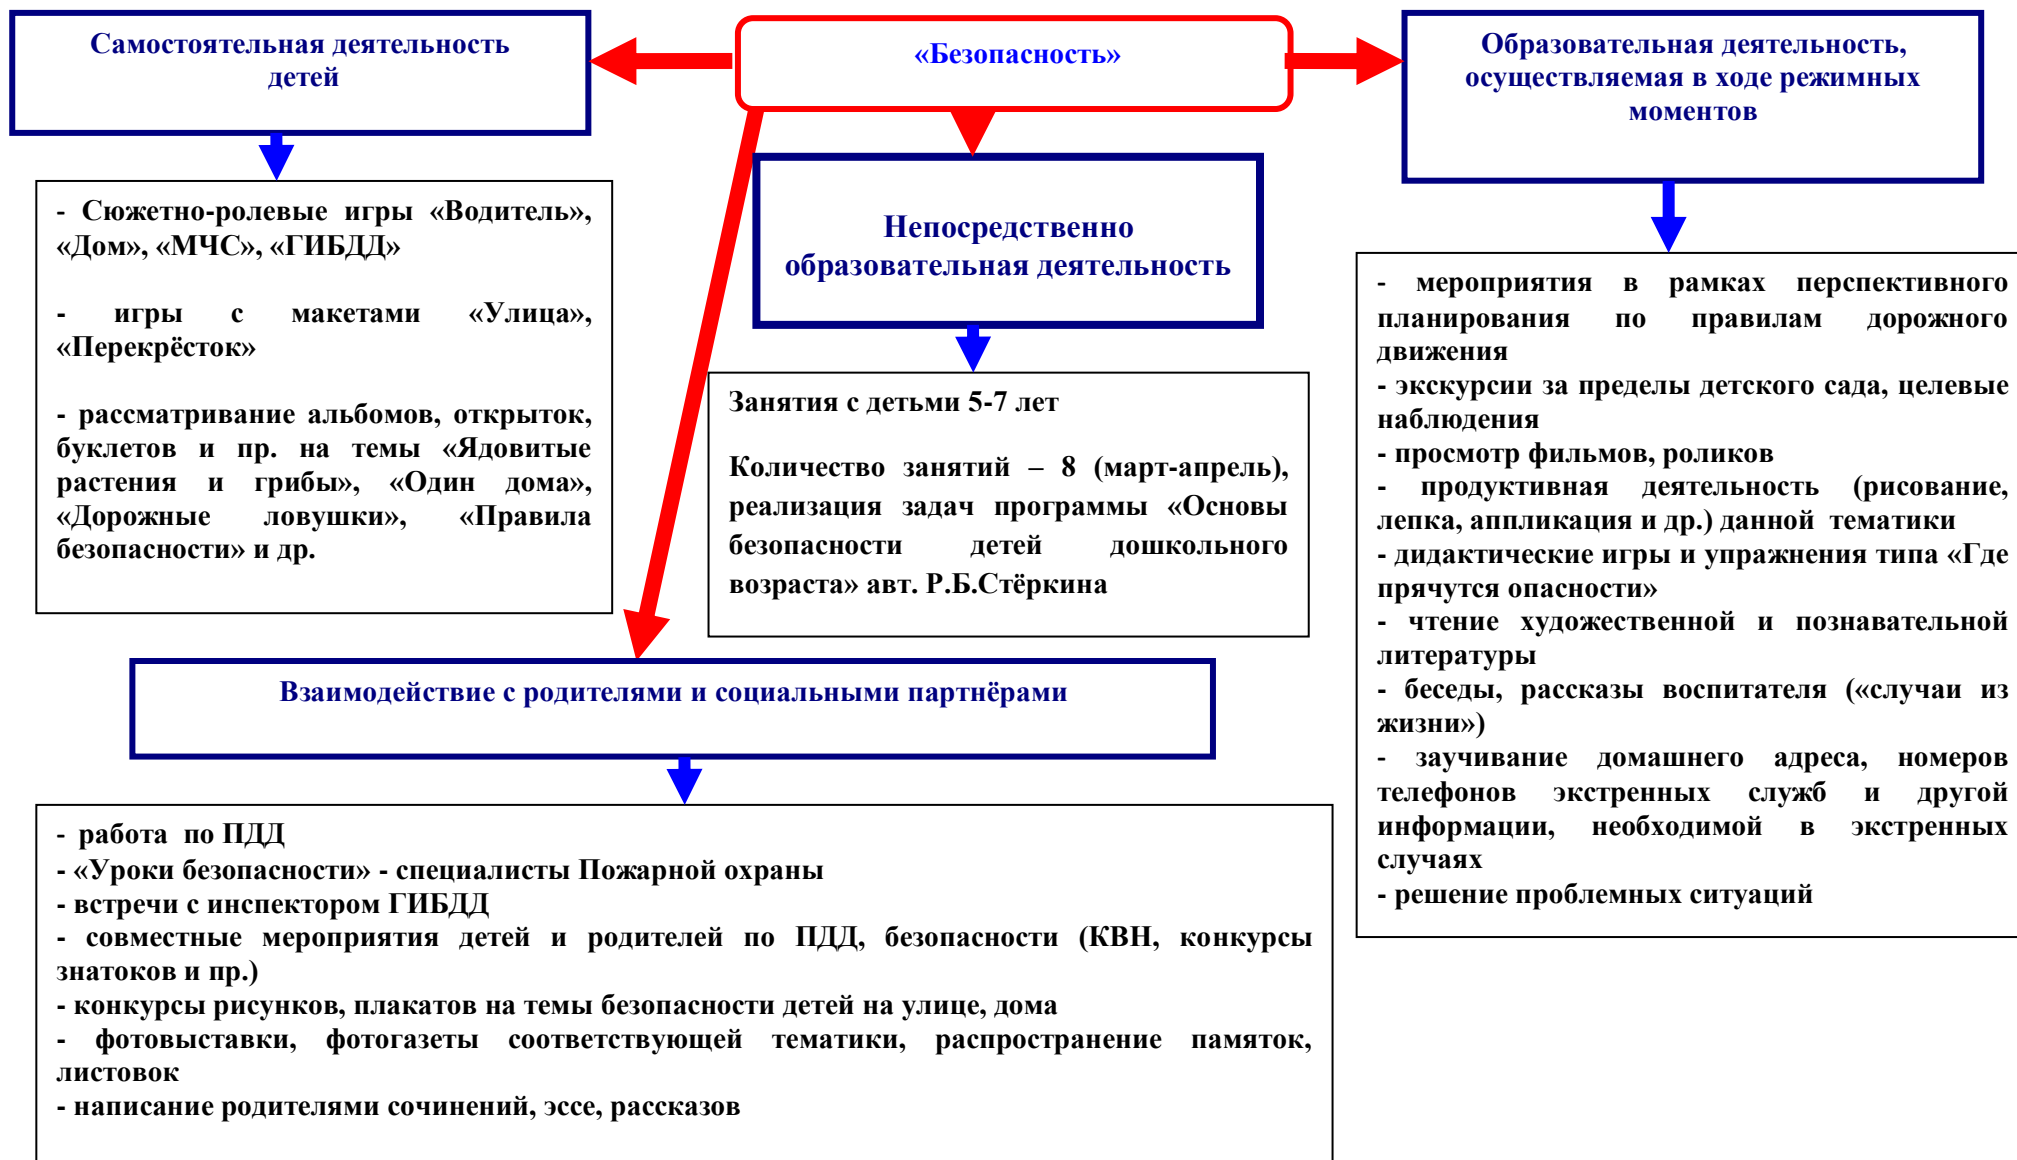 Самостоятельная деятельность
детей
«Безопасность»
Образовательная деятельность,
осуществляемая в ходе режимных
моментов
- Сюжетно-ролевые игры «Водитель»,
«Дом», «МЧС», «ГИБДД»
- игры с макетами «Улица»,
«Перекрёсток»
- рассматривание альбомов, открыток,
буклетов и пр. на темы «Ядовитые
растения и грибы», «Один дома»,
«Дорожные ловушки», «Правила
безопасности» и др.
Непосредственно
образовательная деятельность
Занятия с детьми 5-7 лет
Количество занятий – 8 (март-апрель),
реализация задач программы «Основы
безопасности детей дошкольного
возраста» авт. Р.Б.Стёркина
- мероприятия в рамках перспективного
планирования по правилам дорожного
движения
- экскурсии за пределы детского сада, целевые
наблюдения
- просмотр фильмов, роликов
- продуктивная деятельность (рисование,
лепка, аппликация и др.) данной тематики
- дидактические игры и упражнения типа «Где
прячутся опасности»
- чтение художественной и познавательной
литературы
- беседы, рассказы воспитателя («случаи из
жизни»)
- заучивание домашнего адреса, номеров
телефонов экстренных служб и другой
информации, необходимой в экстренных
случаях
- решение проблемных ситуаций
Взаимодействие с родителями и социальными партнёрами
- работа по ПДД
- «Уроки безопасности» - специалисты Пожарной охраны
- встречи с инспектором ГИБДД
- совместные мероприятия детей и родителей по ПДД, безопасности (КВН, конкурсы
знатоков и пр.)
- конкурсы рисунков, плакатов на темы безопасности детей на улице, дома
- фотовыставки, фотогазеты соответствующей тематики, распространение памяток,
листовок
- написание родителями сочинений, эссе, рассказов